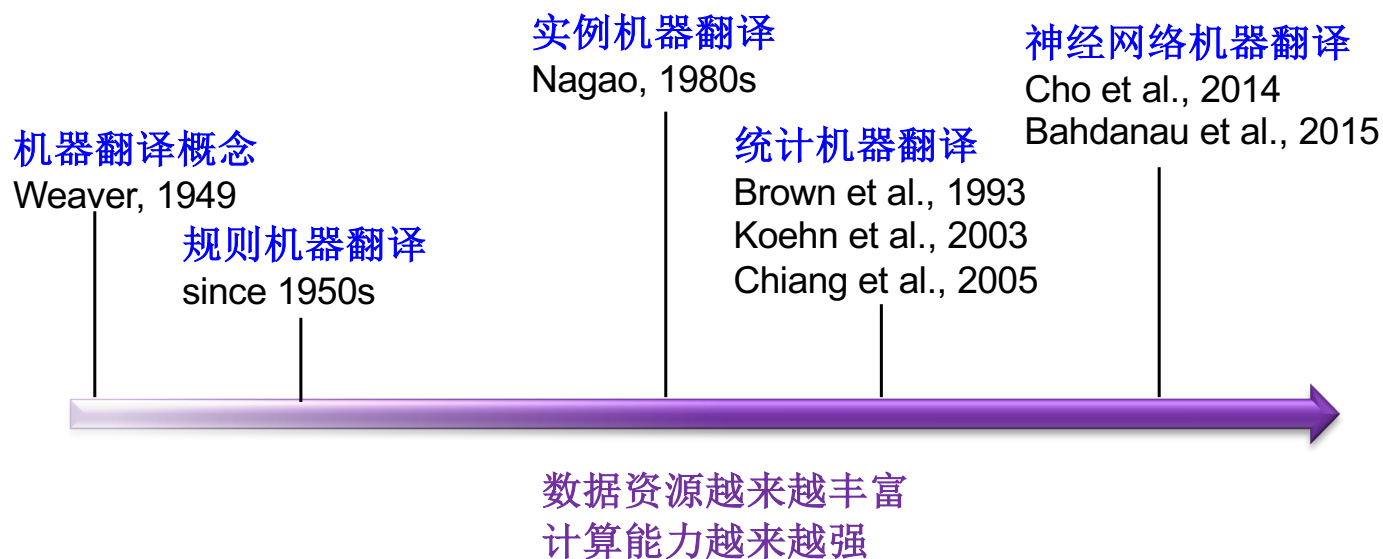 机器翻译概念
Weaver, 1949
规则机器翻译
since 1950s
实例机器翻译
Nagao, 1980s
统计机器翻译
Brown et al., 1993
Koehn et al., 2003
Chiang et al., 2005
神经网络机器翻译
Cho et al., 2014
Bahdanau et al., 2015
数据资源越来越丰富
计算能力越来越强